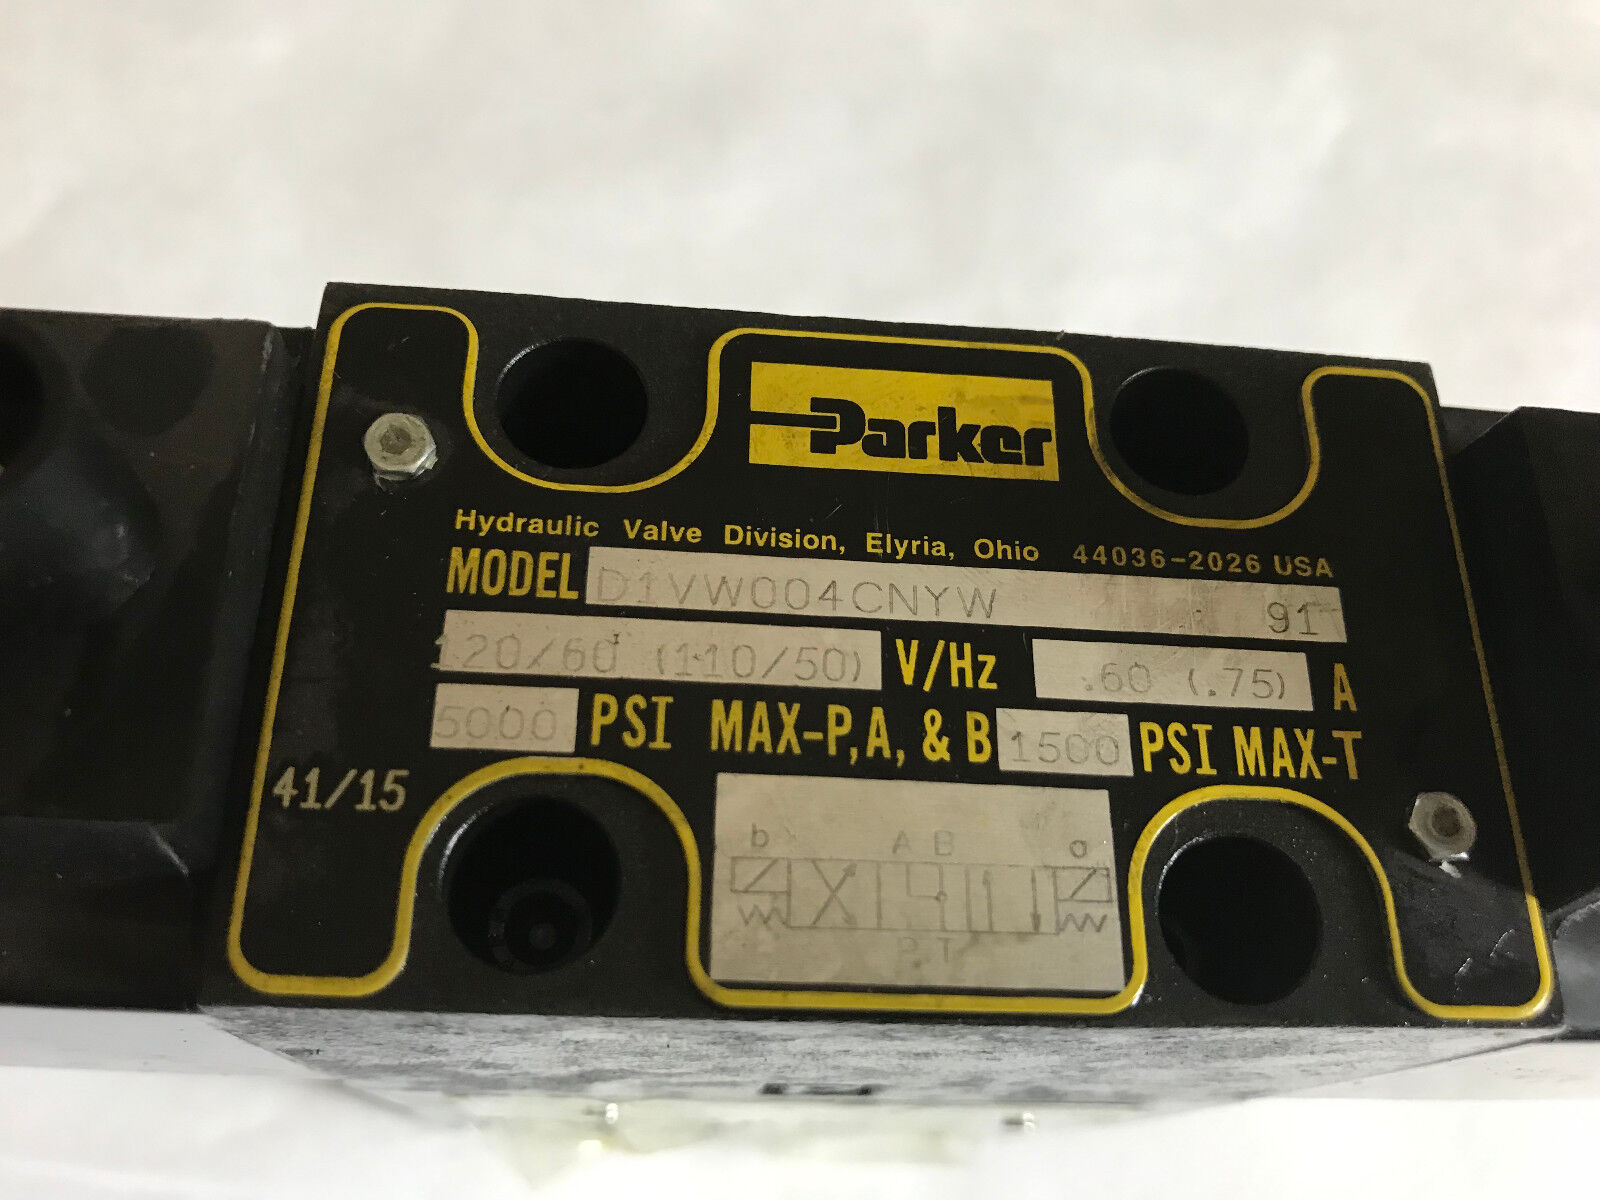 Parker
Hydraulic Valve Division, Elyria, Ohio 44036-2026 USA
MODEL D1VW004CNYW 91
120/60 (110/50) V/Hz .60 (.75) A
5000 PSI MAX-P,A, & B 1500 PSI MAX-T
41/15
b A B a
P T